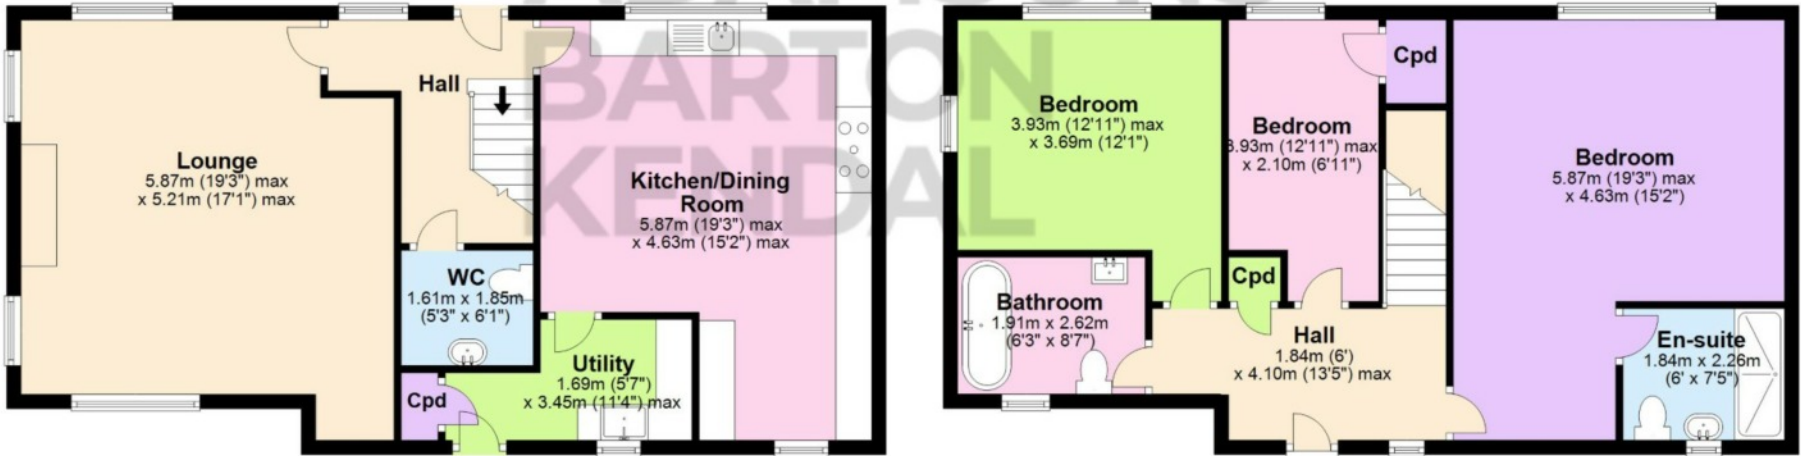 BARTON
KENDAL
Lounge
5.87m (19'3") max
x 5.21m (17'1") max
Hall
WC
1.61m x 1.85m
(5'3" x 6'1")
Cpd
Kitchen/Dining
Room
5.87m (19'3") max
x 4.63m (15'2") max
Utility
1.69m (5'7")
x 3.45m (11'4") max
Bedroom
3.93m (12'11") max
x 3.69m (12'1")
Bedroom
3.93m (12'11") max
x 2.10m (6'11")
Cpd
Bedroom
5.87m (19'3") max
x 4.63m (15'2")
Bathroom
1.91m x 2.62m
(6'3" x 8'7")
Cpd
Hall
1.84m (6')
x 4.10m (13'5") max
En-suite
1.84m x 2.26m
(6' x 7'5")